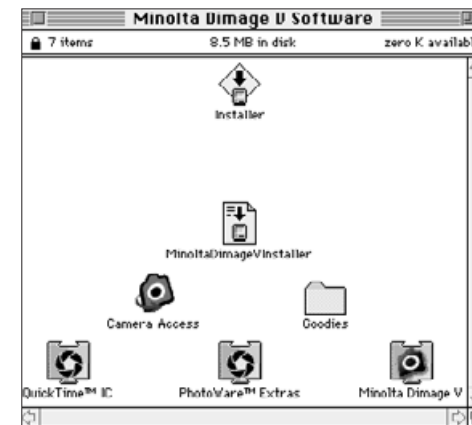 Minolta Dimage V Software
7 items 8.5 MB in disk zero K availab
Installer
MinoltaDimageVInstaller
Camera Access Goodies
QuickTime™ IC PhotoWare™ Extras Minolta Dimage V